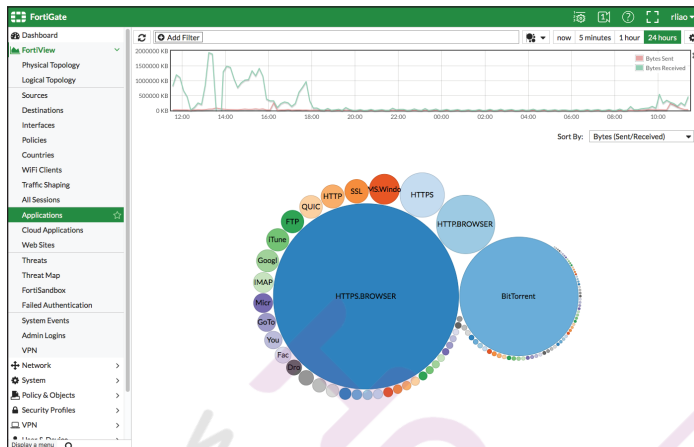 FortiGate
rliao
Dashboard
FortiView
Physical Topology
Logical Topology
Sources
Destinations
Interfaces
Policies
Countries
WiFi Clients
Traffic Shaping
All Sessions
Applications
Cloud Applications
Web Sites
Threats
Threat Map
FortiSandbox
Failed Authentication
System Events
Admin Logins
VPN
Network
System
Policy & Objects
Security Profiles
VPN
User & Device
Display a menu
Add Filter
now 5 minutes 1 hour 24 hours
2000000 KB
1500000 KB
1000000 KB
500000 KB
0 KB
Bytes Sent
Bytes Received
12:00 14:00 16:00 18:00 20:00 22:00 00:00 02:00 04:00 06:00 08:00 10:00
Sort By: Bytes (Sent/Received)
HTTPS.BROWSER
BitTorrent
HTTP.BROWSER
HTTPS
MS.Windo
SSL
HTTP
QUIC
FTP
ITune
Googl
IMAP
Micr
GoTo
You
Fac
Dro